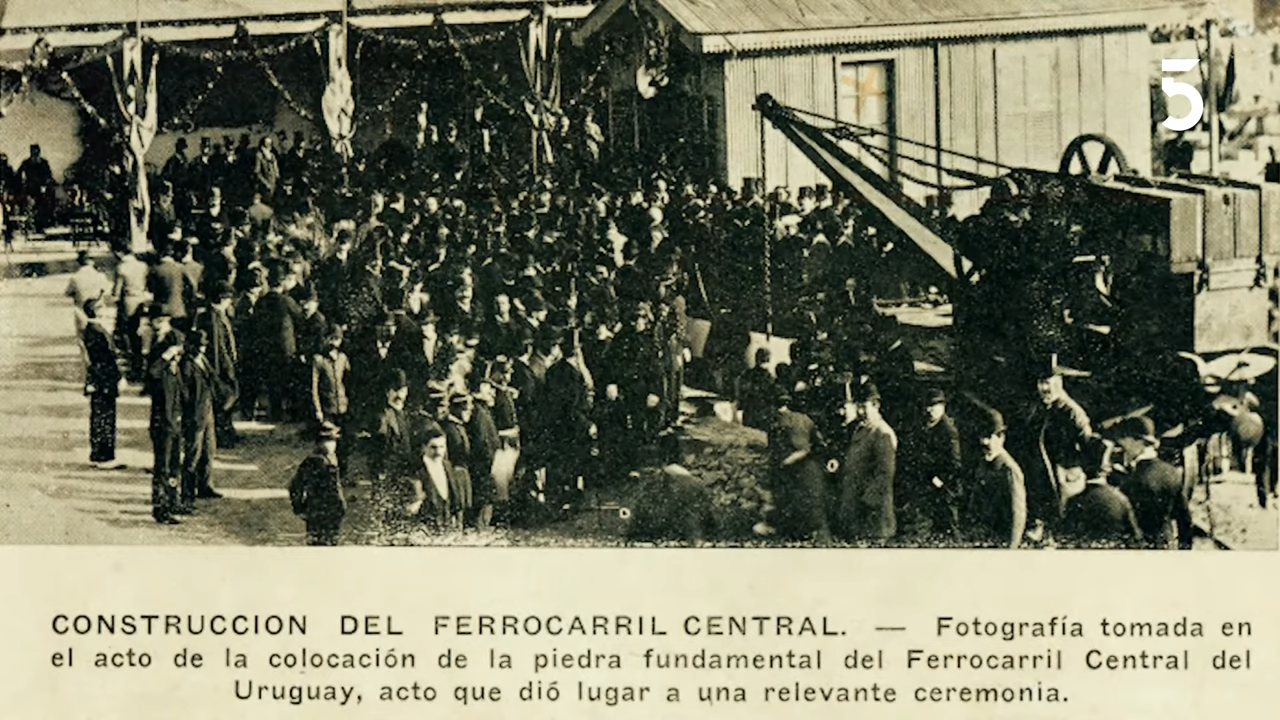 5
CONSTRUCCION DEL FERROCARRIL CENTRAL. — Fotografía tomada en
el acto de la colocación de la piedra fundamental del Ferrocarril Central del
Uruguay, acto que dió lugar a una relevante ceremonia.